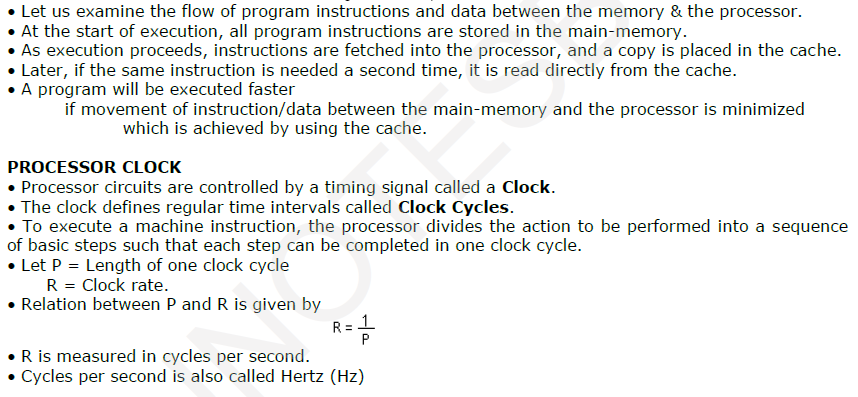 • Let us examine the flow of program instructions and data between the memory & the processor.
• At the start of execution, all program instructions are stored in the main-memory.
• As execution proceeds, instructions are fetched into the processor, and a copy is placed in the cache.
• Later, if the same instruction is needed a second time, it is read directly from the cache.
• A program will be executed faster
if movement of instruction/data between the main-memory and the processor is minimized
which is achieved by using the cache.
PROCESSOR CLOCK
• Processor circuits are controlled by a timing signal called a Clock.
• The clock defines regular time intervals called Clock Cycles.
• To execute a machine instruction, the processor divides the action to be performed into a sequence
of basic steps such that each step can be completed in one clock cycle.
• Let P = Length of one clock cycle
R = Clock rate.
• Relation between P and R is given by
R = 1/P
• R is measured in cycles per second.
• Cycles per second is also called Hertz (Hz)
NOTES